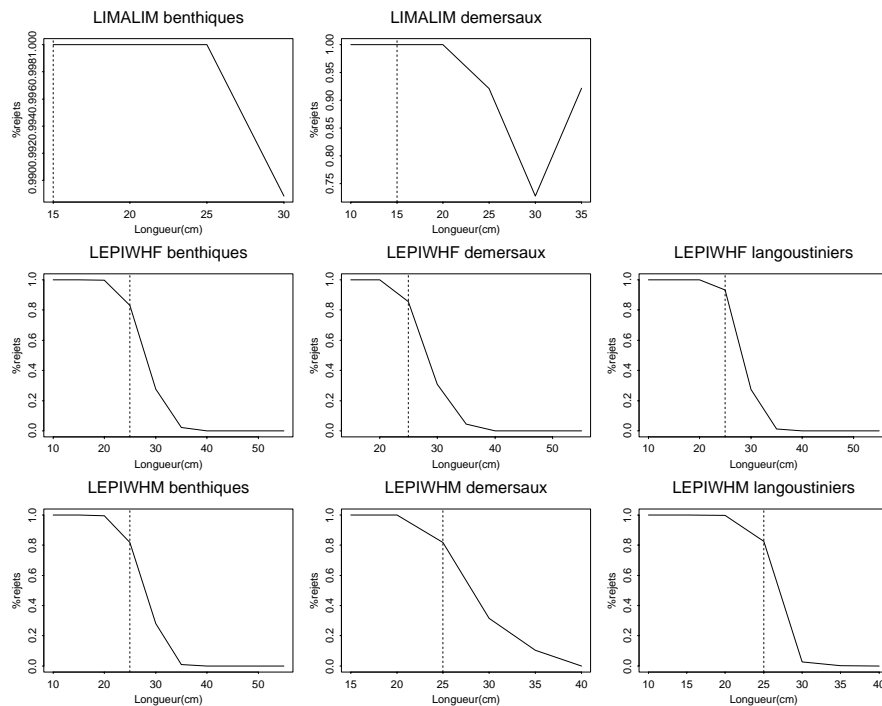 LIMALIM benthiques
%rejets
0.9900.9920.9940.9960.9981.000
15 20 25 30
Longueur(cm)
LIMALIM demersaux
%rejets
0.75 0.80 0.85 0.90 0.95 1.00
10 15 20 25 30 35
Longueur(cm)
LEPIWHF benthiques
%rejets
0.0 0.2 0.4 0.6 0.8 1.0
10 20 30 40 50
Longueur(cm)
LEPIWHF demersaux
%rejets
0.0 0.2 0.4 0.6 0.8 1.0
20 30 40 50
Longueur(cm)
LEPIWHF langoustiniers
%rejets
0.0 0.2 0.4 0.6 0.8 1.0
10 20 30 40 50
Longueur(cm)
LEPIWHM benthiques
%rejets
0.0 0.2 0.4 0.6 0.8 1.0
10 20 30 40 50
Longueur(cm)
LEPIWHM demersaux
%rejets
0.0 0.2 0.4 0.6 0.8 1.0
15 20 25 30 35 40
Longueur(cm)
LEPIWHM langoustiniers
%rejets
0.0 0.2 0.4 0.6 0.8 1.0
10 15 20 25 30 35 40
Longueur(cm)